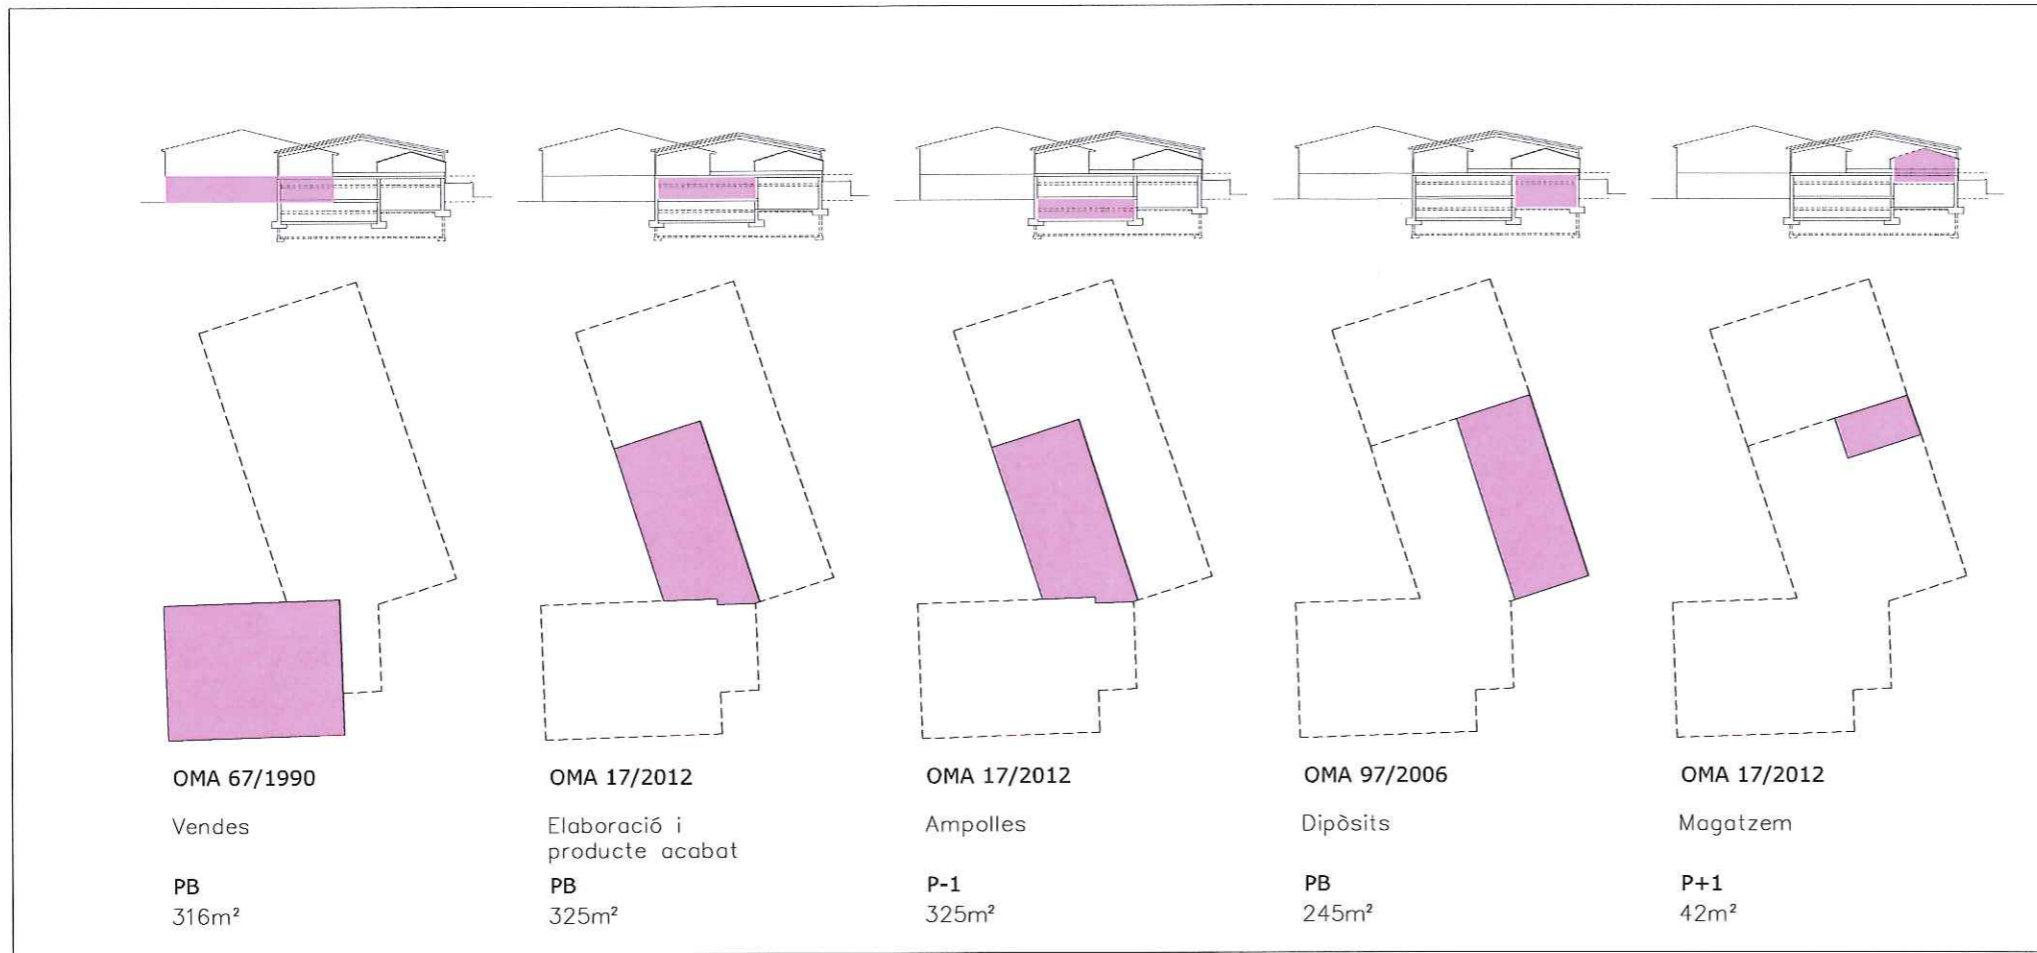 OMA 67/1990
Vendes
PB
316m²
OMA 17/2012
Elaboració i
producte acabat
PB
325m²
OMA 17/2012
Ampolles
P-1
325m²
OMA 97/2006
Dipòsits
PB
245m²
OMA 17/2012
Magatzem
P+1
42m²